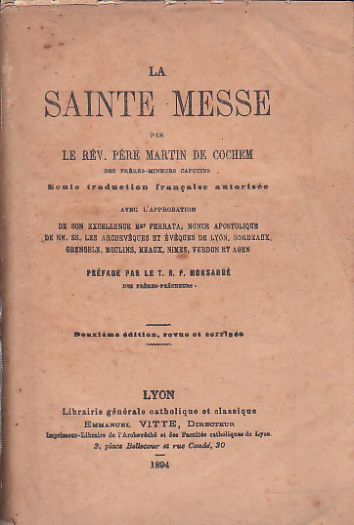 LA
SAINTE MESSE
PAR
LE RÉV. PÈRE MARTIN DE COCHEM
DES FRÈRES-MINEURS CAPUCINS
Seule traduction française autorisée
AVEC L'APPROBATION
DE SON EXCELLENCE Mgr FERRATA, NONCE APOSTOLIQUE
DE NN. SS. LES ARCHEVÊQUES ET ÉVÊQUES DE LYON, BORDEAUX,
GRENOBLE, MOULINS, MEAUX, NIMES, VERDUN ET AGEN
PRÉFACE PAR LE T. R. P. MONSABRÉ
DES FRÈRES-PRÊCHEURS
Deuxième édition, revue et corrigée
LYON
Librairie générale catholique et classique
EMMANUEL VITTE, DIRECTEUR
Imprimeur-Libraire de l'Archevêché et des Facultés catholiques de Lyon
3, place Bellecour et rue Condé, 30
1894